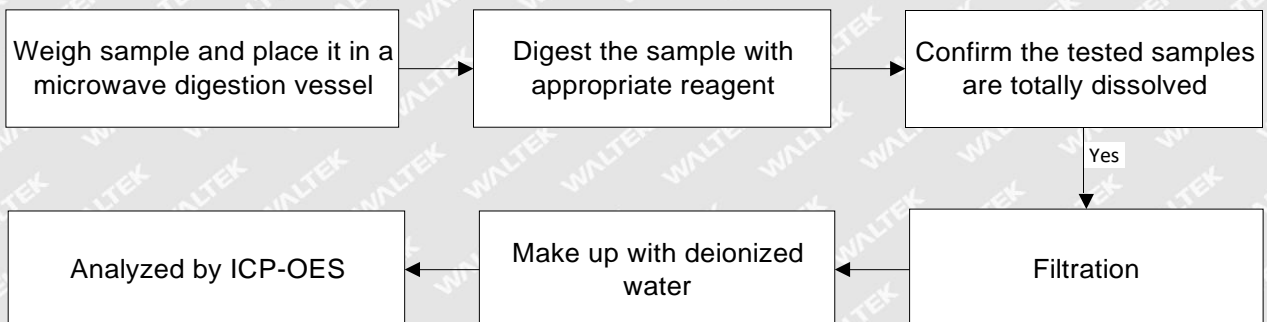 Weigh sample and place it in a
microwave digestion vessel
Digest the sample with
appropriate reagent
Confirm the tested samples
are totally dissolved
Yes
Filtration
Make up with deionized
water
Analyzed by ICP-OES
WALTEK